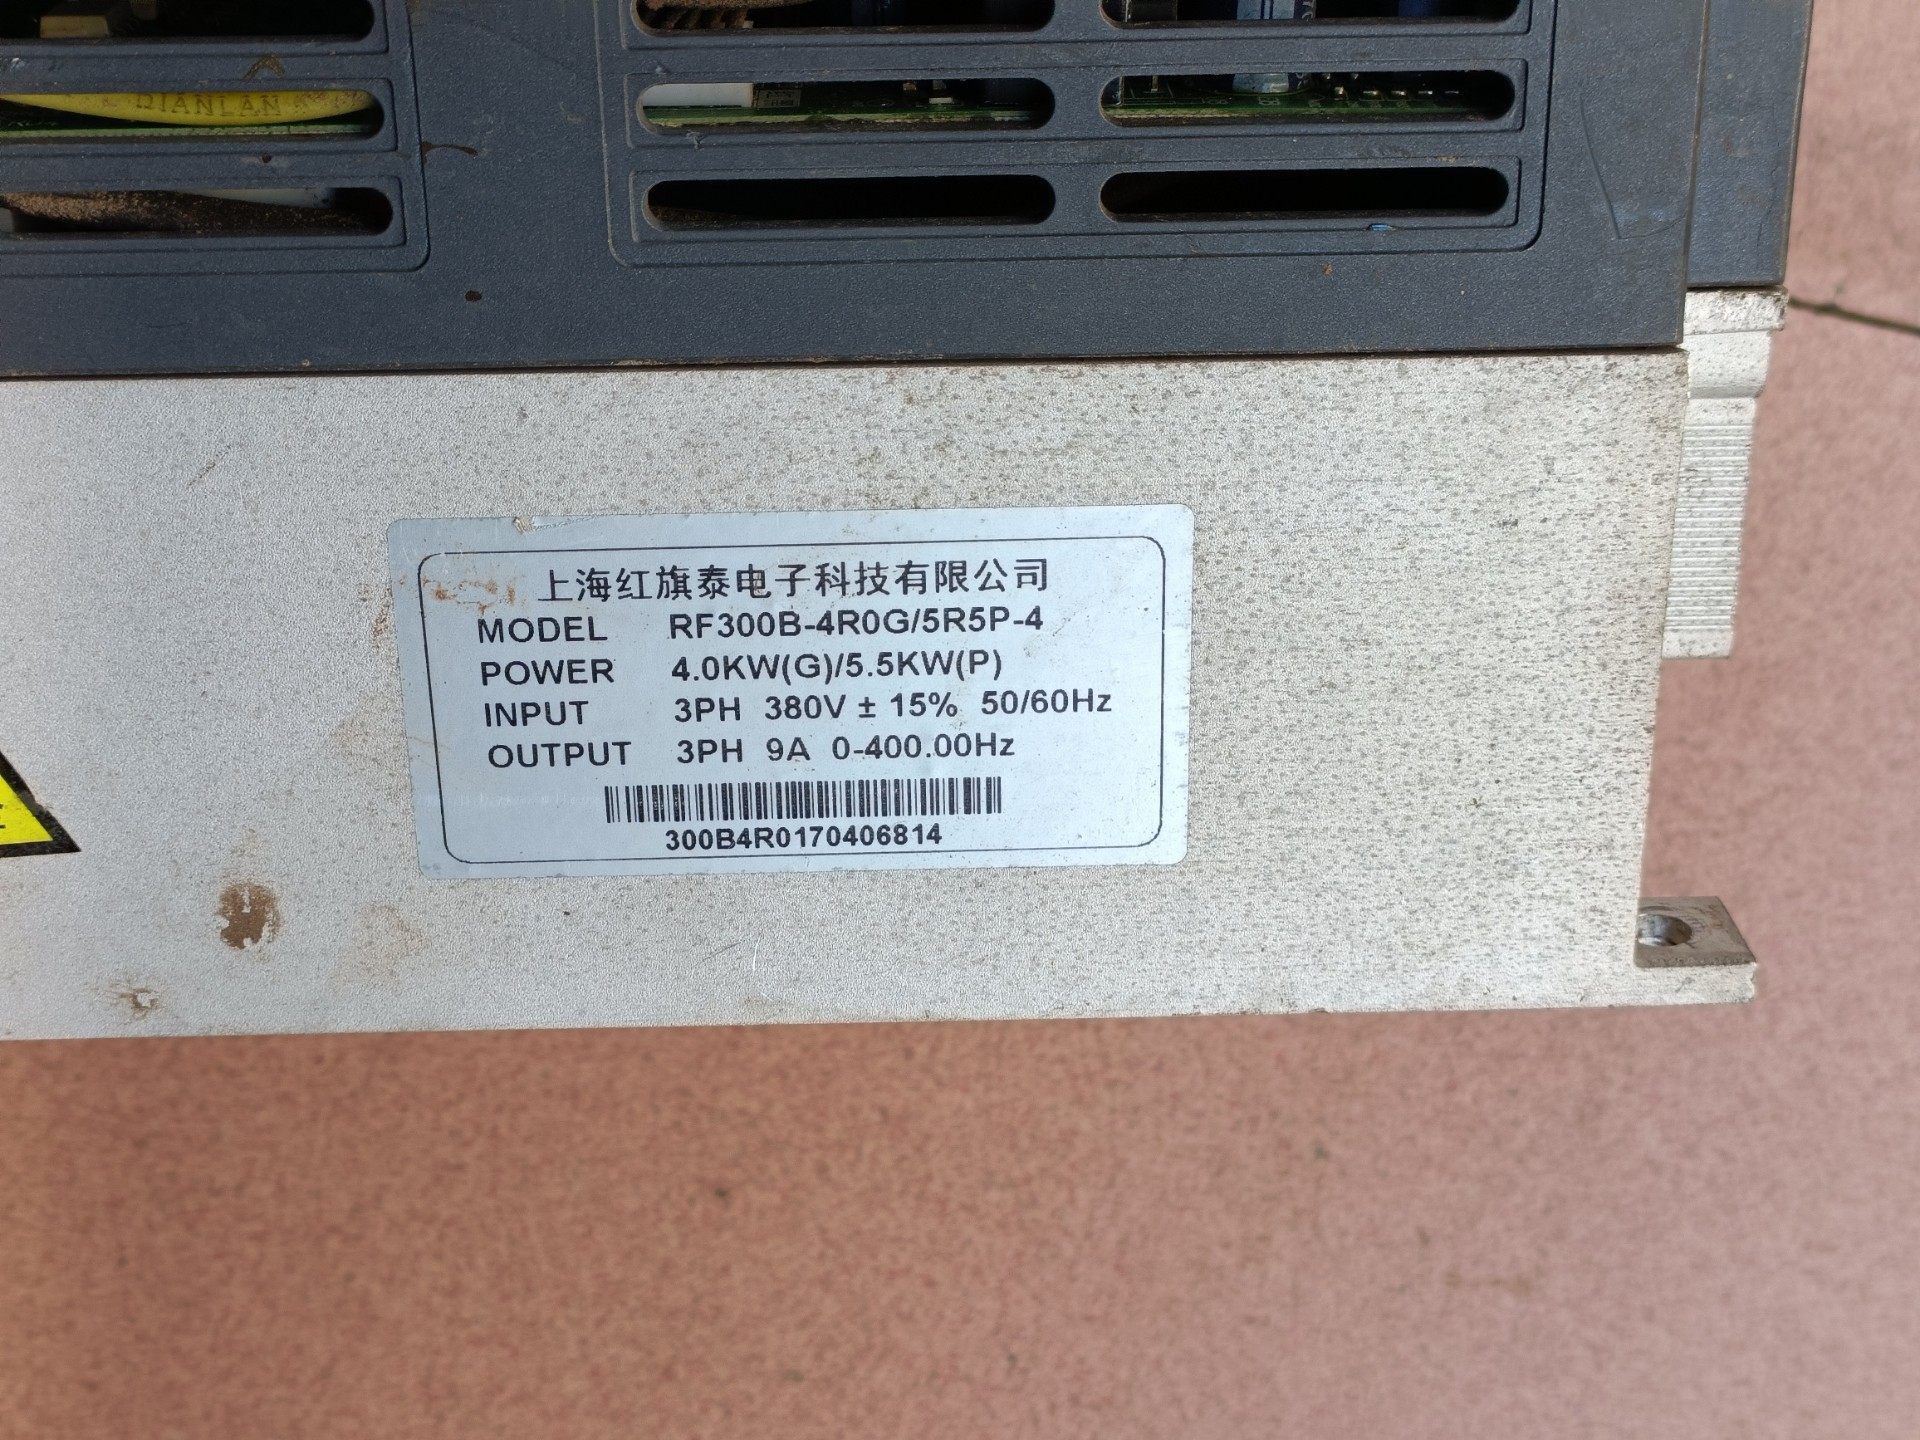 QIANLAN
上海红旗泰电子科技有限公司
MODEL RF300B-4R0G/5R5P-4
POWER 4.0KW(G)/5.5KW(P)
INPUT 3PH 380V ± 15% 50/60Hz
OUTPUT 3PH 9A 0-400.00Hz
300B4R0170406814